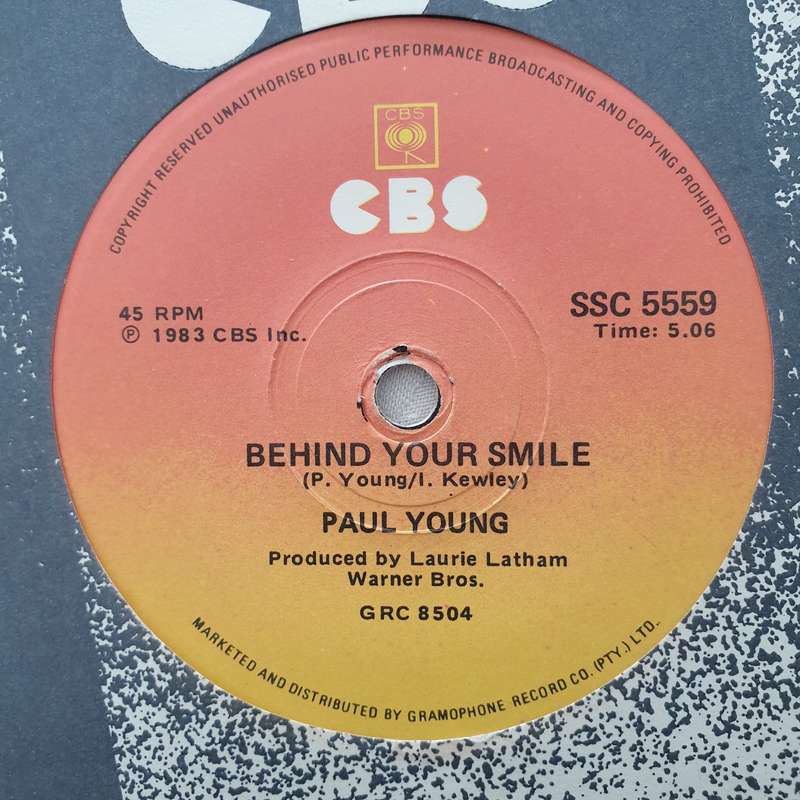 CBS
COPYRIGHT RESERVED UNAUTHORISED PUBLIC PERFORMANCE BROADCASTING AND COPYING PROHIBITED
CBS
CBS
45 RPM
℗ 1983 CBS Inc.
SSC 5559
Time: 5.06
BEHIND YOUR SMILE
(P. Young/I. Kewley)
PAUL YOUNG
Produced by Laurie Latham
Warner Bros.
GRC 8504
MARKETED AND DISTRIBUTED BY GRAMOPHONE RECORD CO. (PTY.) LTD.